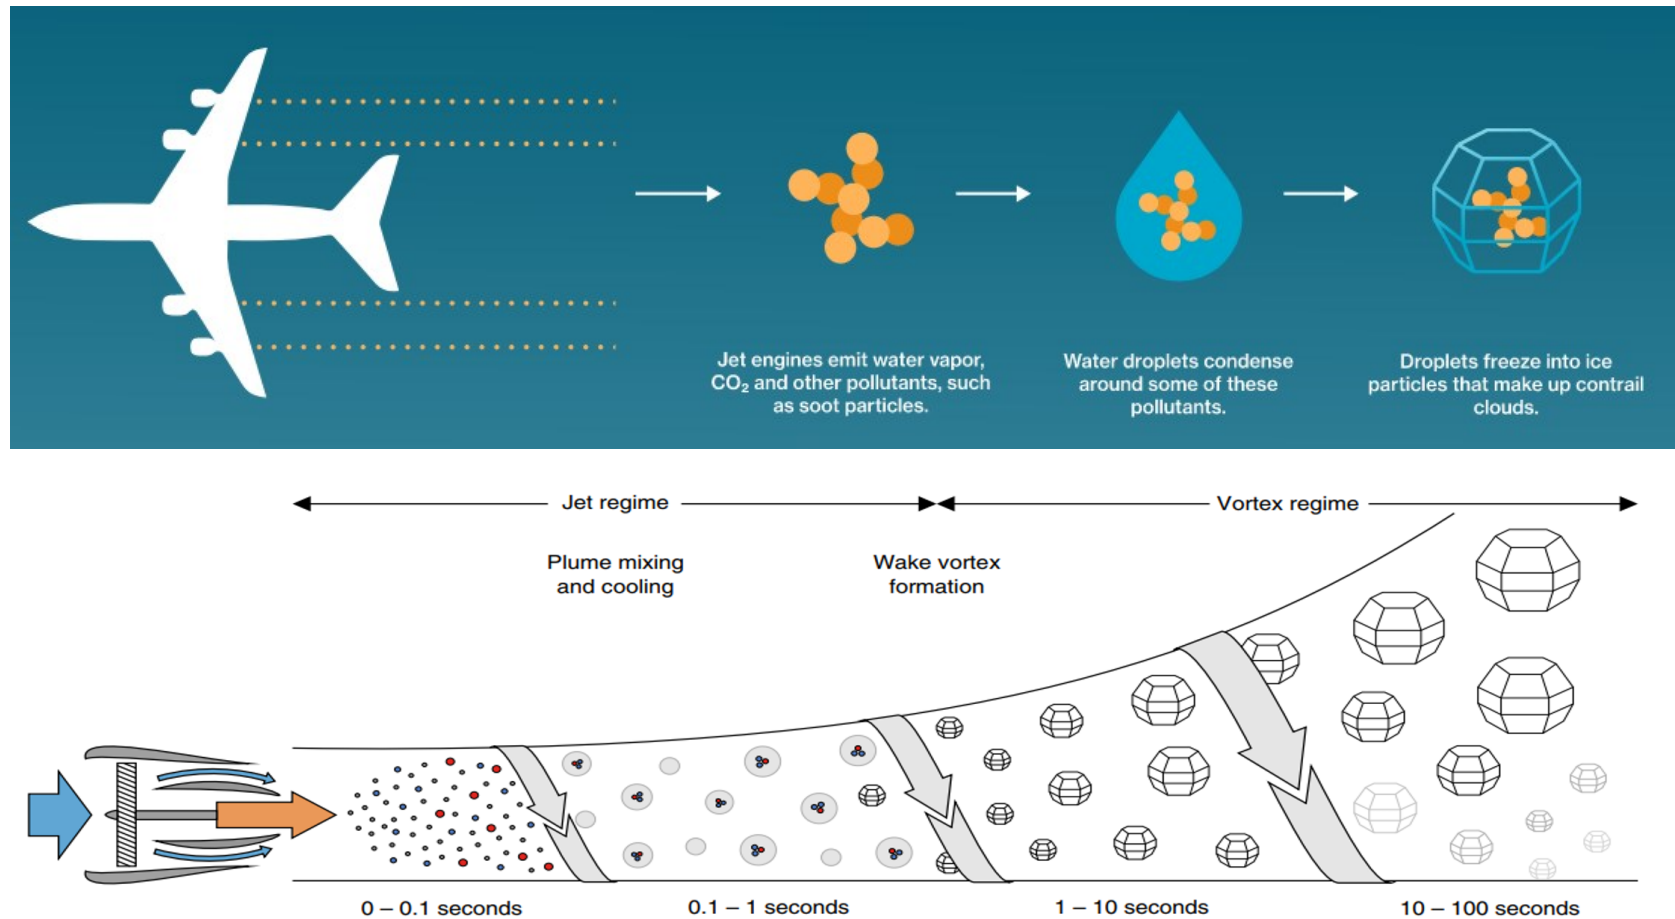 Jet engines emit water vapor,
CO₂ and other pollutants, such
as soot particles.
Water droplets condense
around some of these
pollutants.
Droplets freeze into ice
particles that make up contrail
clouds.
Jet regime
Vortex regime
Plume mixing
and cooling
Wake vortex
formation
0 – 0.1 seconds
0.1 – 1 seconds
1 – 10 seconds
10 – 100 seconds